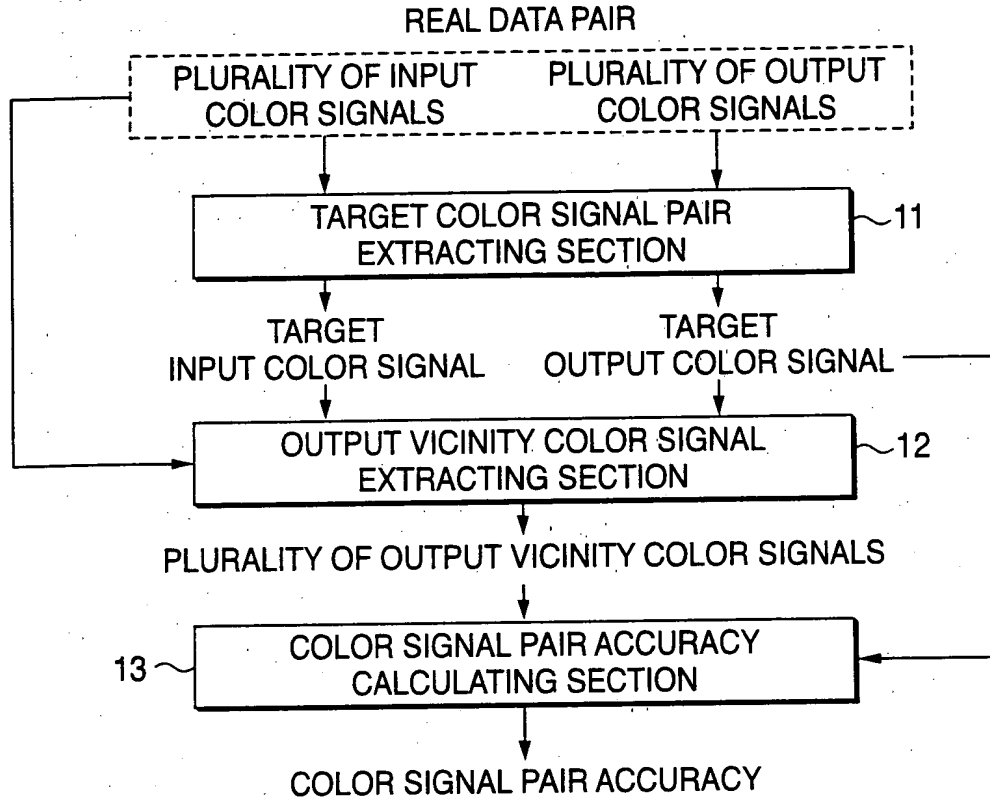 REAL DATA PAIR
PLURALITY OF INPUT
COLOR SIGNALS
PLURALITY OF OUTPUT
COLOR SIGNALS
TARGET COLOR SIGNAL PAIR
EXTRACTING SECTION
11
TARGET
INPUT COLOR SIGNAL
TARGET
OUTPUT COLOR SIGNAL
OUTPUT VICINITY COLOR SIGNAL
EXTRACTING SECTION
12
PLURALITY OF OUTPUT VICINITY COLOR SIGNALS
13
COLOR SIGNAL PAIR ACCURACY
CALCULATING SECTION
COLOR SIGNAL PAIR ACCURACY